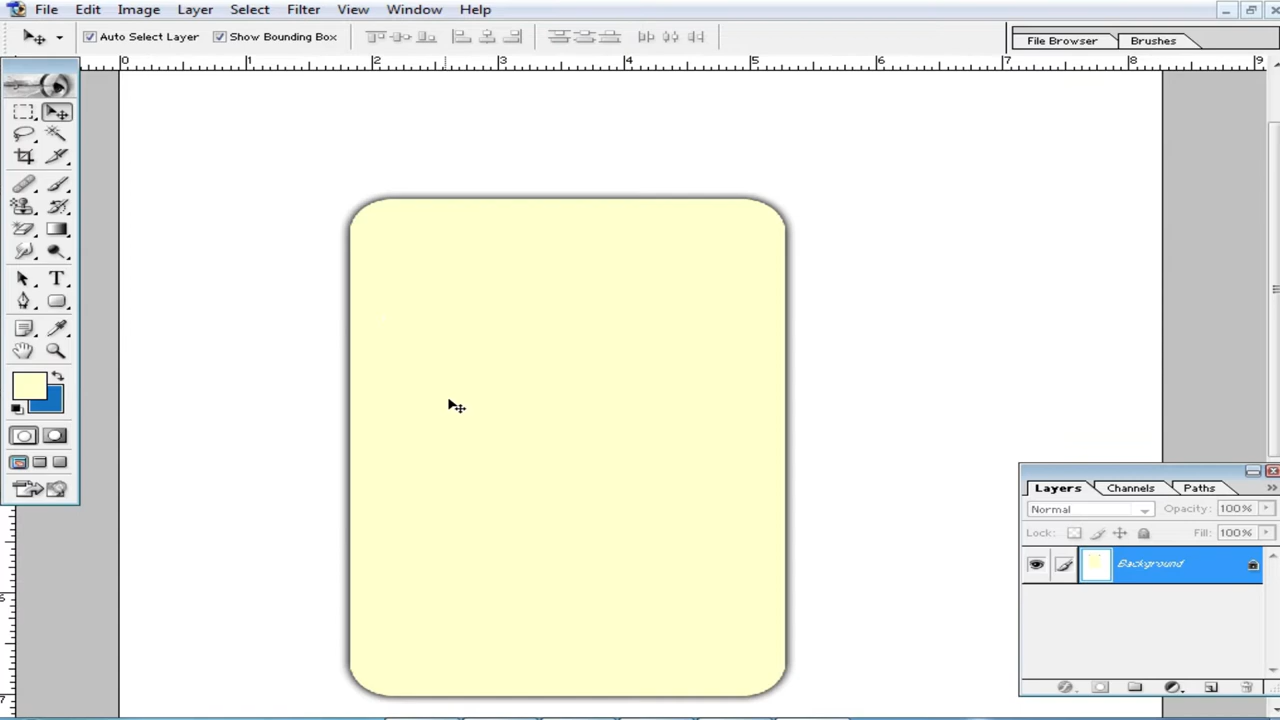 File Edit Image Layer Select Filter View Window Help
Auto Select Layer Show Bounding Box File Browser Brushes
0 1 2 3 4 5 6 7 8 9
T
Layers Channels Paths
Normal Opacity: 100%
Lock: Fill: 100%
Background
7